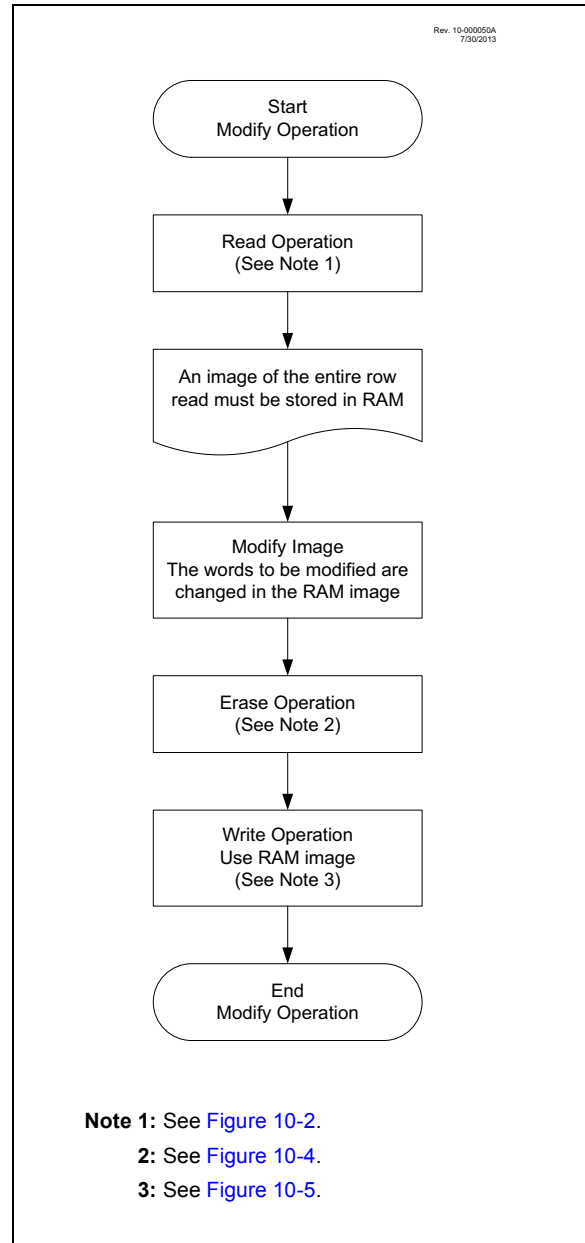 Rev. 10-000050A
7/30/2013
Start
Modify Operation
Read Operation
(See Note 1)
An image of the entire row
read must be stored in RAM
Modify Image
The words to be modified are
changed in the RAM image
Erase Operation
(See Note 2)
Write Operation
Use RAM image
(See Note 3)
End
Modify Operation
Note 1: See Figure 10-2.
2: See Figure 10-4.
3: See Figure 10-5.